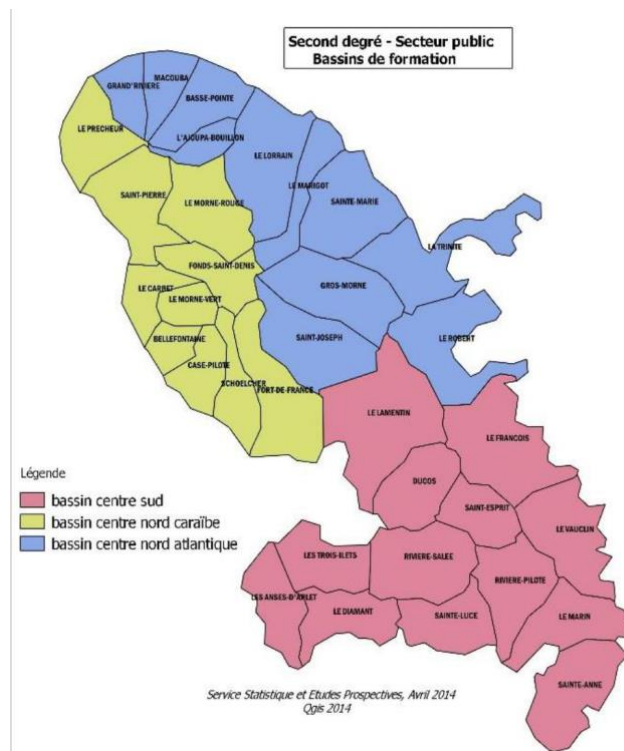 Second degré - Secteur public
Bassins de formation
GRAND'RIVIERE
MACOUBA
BASSE-POINTE
LE PRECHEUR
L'AJOUPA-BOUILLON
LE LORRAIN
SAINT-PIERRE
LE MARIGOT
SAINTE-MARIE
LE MORNE-ROUGE
LA TRINITE
FONDS-SAINT-DENIS
GROS-MORNE
LE CARBET
LE MORNE-VERT
BELLEFONTAINE
SAINT-JOSEPH
LE ROBERT
CASE-PILOTE
SCHOELCHER
FORT-DE-FRANCE
LE LAMENTIN
LE FRANCOIS
Légende
bassin centre sud
bassin centre nord caraïbe
bassin centre nord atlantique
DUCOS
SAINT-ESPRIT
LE VAUCLIN
LES TROIS-ILETS
RIVIERE-SALEE
RIVIERE-PILOTE
LES ANSES-D'ARLET
LE DIAMANT
SAINTE-LUCE
LE MARIN
SAINTE-ANNE
Service Statistique et Etudes Prospectives, Avril 2014
Qgis 2014